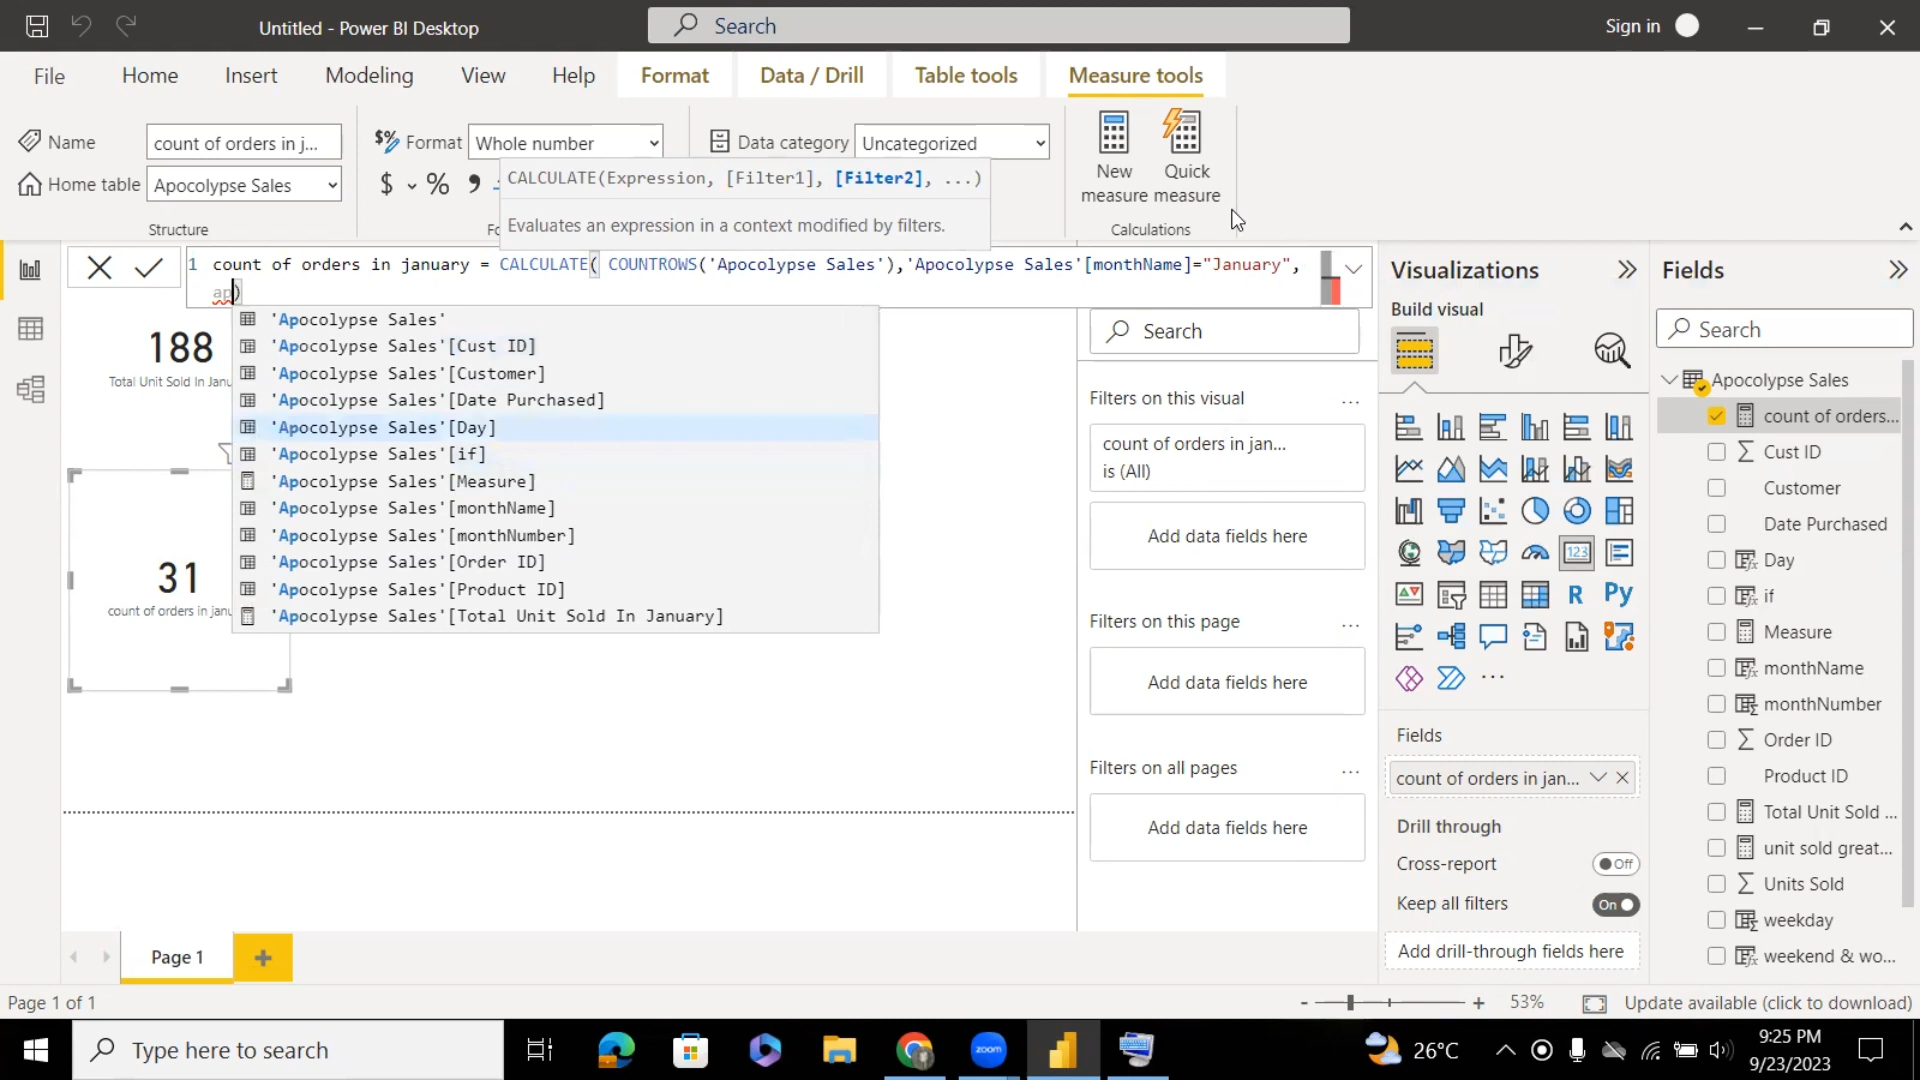 Untitled - Power BI Desktop
Search
Sign in
File
Home
Insert
Modeling
View
Help
Format
Data / Drill
Table tools
Measure tools
Name
count of orders in j...
Home table
Apocolypse Sales
Structure
Format
Whole number
$ % ,
Data category
Uncategorized
New measure
Quick measure
Calculations
CALCULATE(Expression, [Filter1], [Filter2], ...)
Evaluates an expression in a context modified by filters.
1 count of orders in january = CALCULATE( COUNTROWS('Apocolypse Sales'),'Apocolypse Sales'[monthName]="January",
ap)
'Apocolypse Sales'
'Apocolypse Sales'[Cust ID]
'Apocolypse Sales'[Customer]
'Apocolypse Sales'[Date Purchased]
'Apocolypse Sales'[Day]
'Apocolypse Sales'[if]
'Apocolypse Sales'[Measure]
'Apocolypse Sales'[monthName]
'Apocolypse Sales'[monthNumber]
'Apocolypse Sales'[Order ID]
'Apocolypse Sales'[Product ID]
'Apocolypse Sales'[Total Unit Sold In January]
188
Total Unit Sold In Janu
31
count of orders in janu
Search
Filters on this visual
...
count of orders in jan...
is (All)
Add data fields here
Filters on this page
...
Add data fields here
Filters on all pages
...
Add data fields here
Visualizations
Build visual
123
R
Py
...
Fields
count of orders in jan...
Drill through
Cross-report
Off
Keep all filters
On
Add drill-through fields here
Fields
Search
Apocolypse Sales
count of orders...
Cust ID
Customer
Date Purchased
Day
if
Measure
monthName
monthNumber
Order ID
Product ID
Total Unit Sold ...
unit sold great...
Units Sold
weekday
weekend & wo...
Page 1
+
Page 1 of 1
- + 53%
Update available (click to download)
Type here to search
zoom
26°C
9:25 PM
9/23/2023